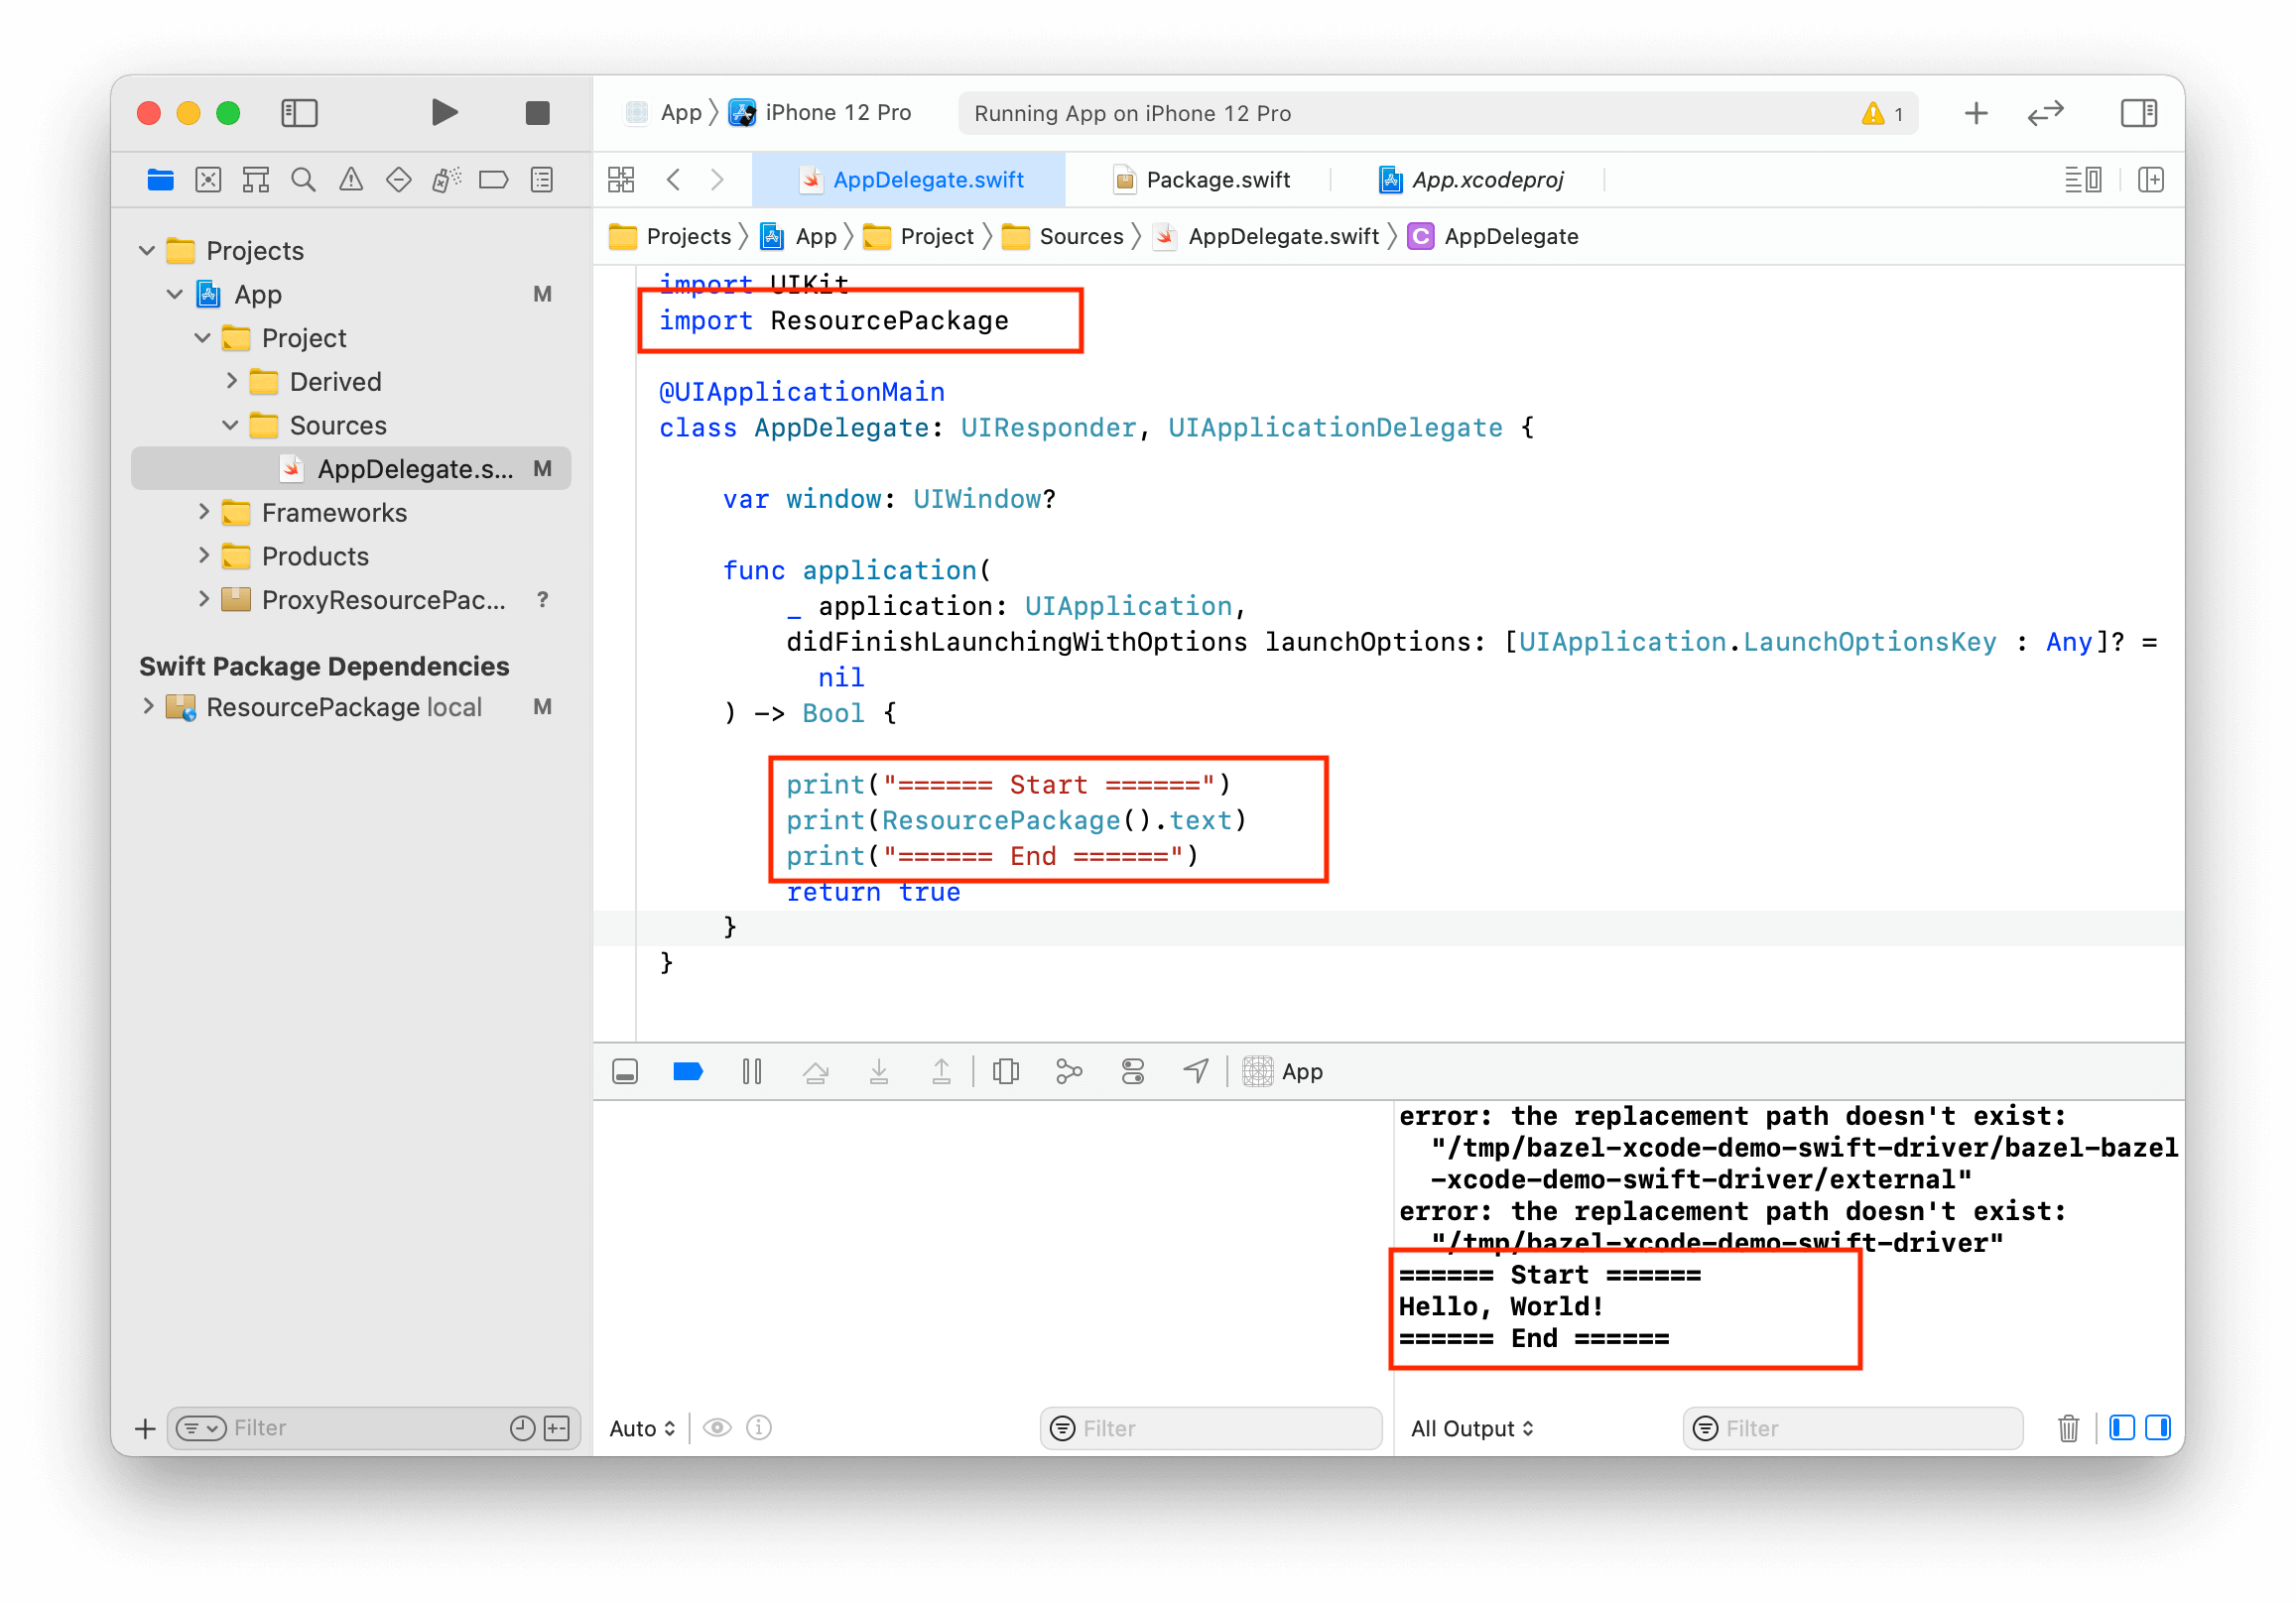 App 〉 iPhone 12 Pro
Running App on iPhone 12 Pro
1
AppDelegate.swift
Package.swift
App.xcodeproj
Projects 〉 App 〉 Project 〉 Sources 〉 AppDelegate.swift 〉 C AppDelegate
Projects
App M
Project
Derived
Sources
AppDelegate.s... M
Frameworks
Products
ProxyResourcePac... ?
Swift Package Dependencies
ResourcePackage local M
Filter
import UIKit
import ResourcePackage
@UIApplicationMain
class AppDelegate: UIResponder, UIApplicationDelegate {
var window: UIWindow?
func application(
_ application: UIApplication,
didFinishLaunchingWithOptions launchOptions: [UIApplication.LaunchOptionsKey : Any]? =
nil
) -> Bool {
print("====== Start ======")
print(ResourcePackage().text)
print("====== End ======")
return true
}
}
App
error: the replacement path doesn't exist:
"/tmp/bazel-xcode-demo-swift-driver/bazel-bazel
-xcode-demo-swift-driver/external"
error: the replacement path doesn't exist:
"/tmp/bazel-xcode-demo-swift-driver"
====== Start ======
Hello, World!
====== End ======
Auto
Filter
All Output
Filter